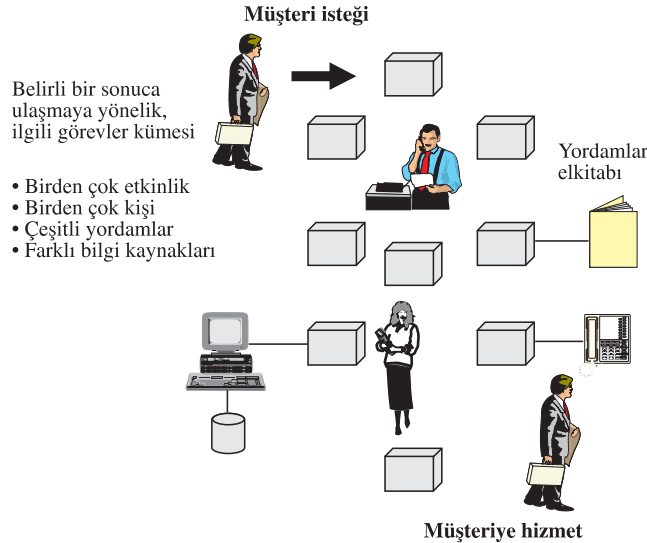 Müşteri isteği
Belirli bir sonuca
ulaşmaya yönelik,
ilgili görevler kümesi
• Birden çok etkinlik
• Birden çok kişi
• Çeşitli yordamlar
• Farklı bilgi kaynakları
Yordamlar
elkitabı
Müşteriye hizmet